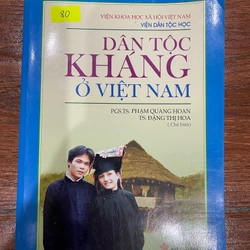 80
VIỆN KHOA HỌC XÃ HỘI VIỆT NAM
VIỆN DÂN TỘC HỌC
DÂN TỘC
KHÁNG
Ở VIỆT NAM
PGS.TS. PHẠM QUANG HOAN
TS. ĐẶNG THỊ HOA
(Chủ biên)